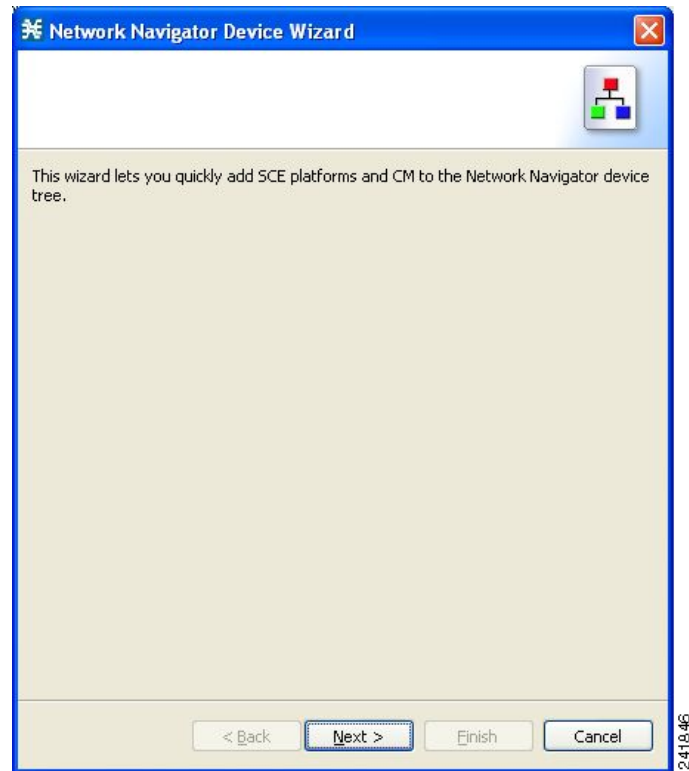 Network Navigator Device Wizard
This wizard lets you quickly add SCE platforms and CM to the Network Navigator device
tree.
< Back
Next >
Finish
Cancel
241846